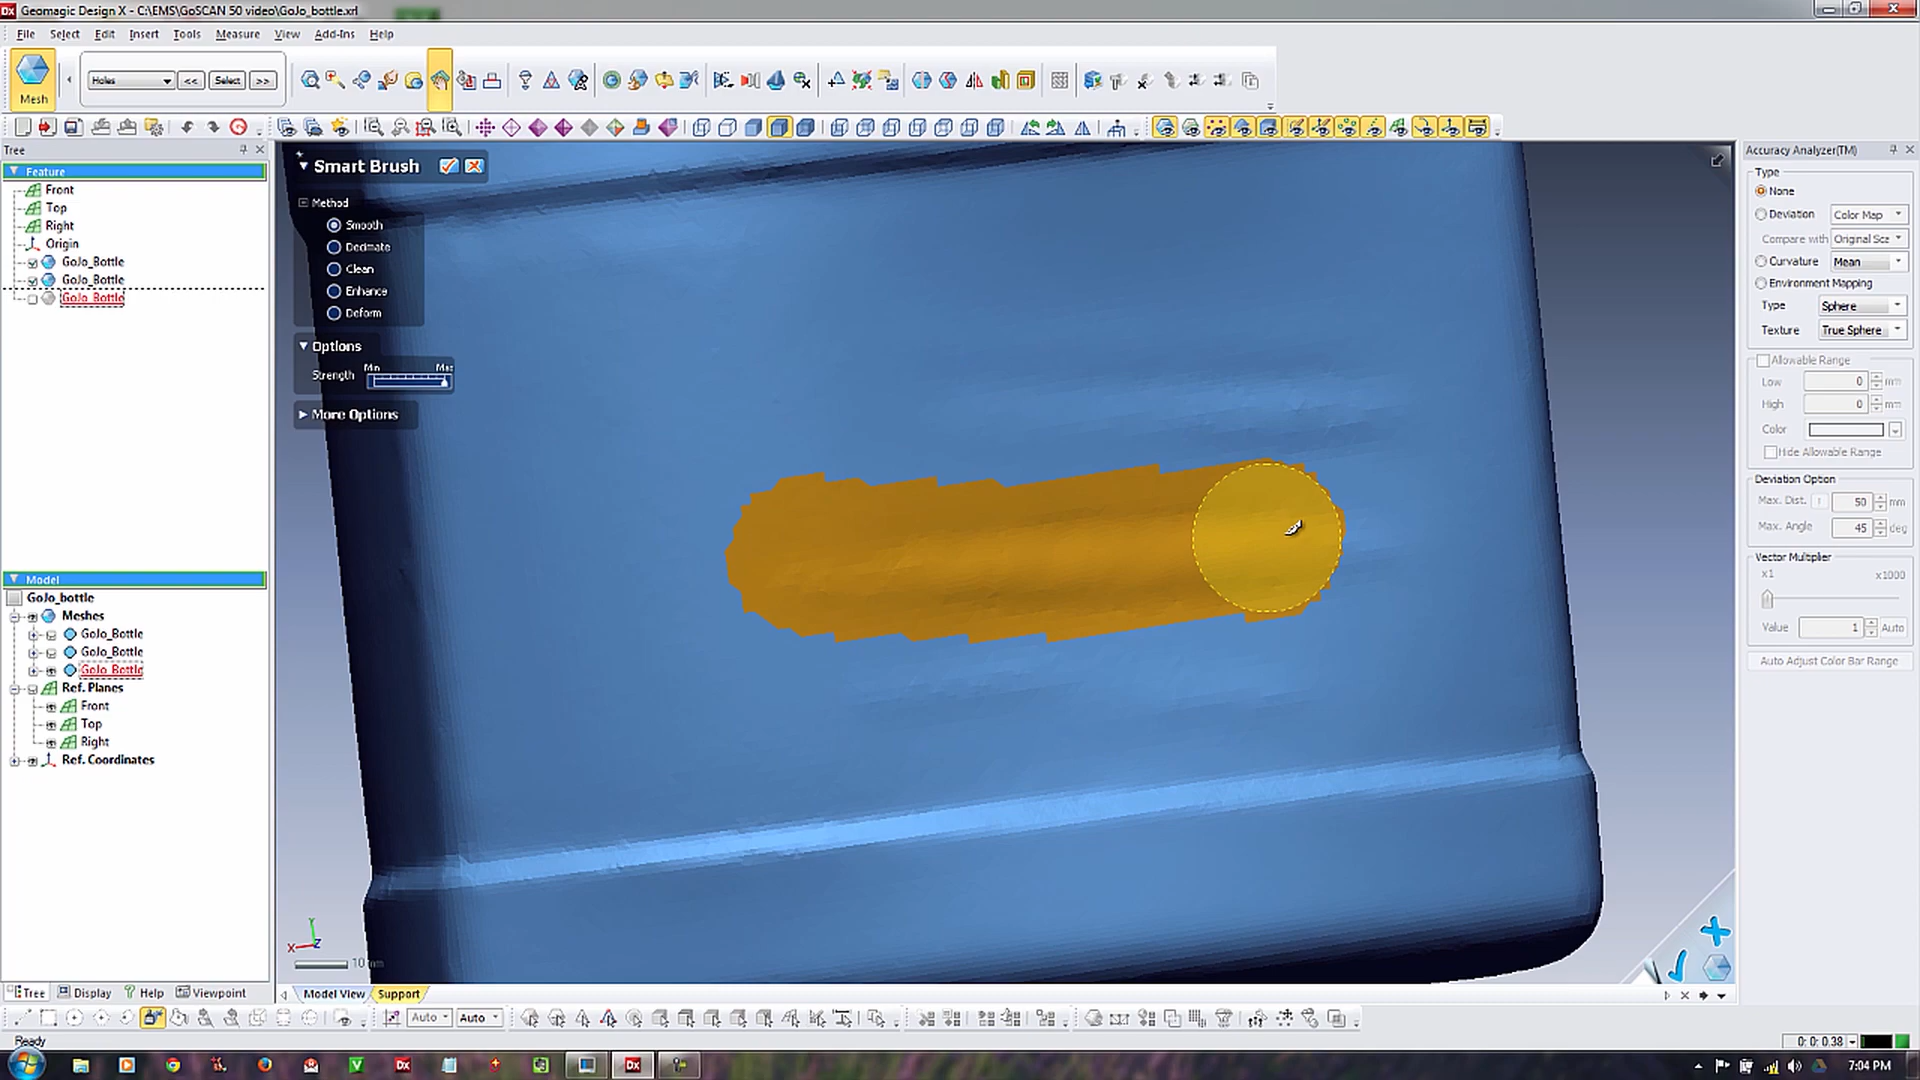 Geomagic Design X - C:\EMS\GoSCAN 50 video\GoJo_bottle.xrl
File Select Edit Insert Tools Measure View Add-Ins Help
Mesh
Holes << Select >>
Tree
Feature
Front
Top
Right
Origin
GoJo_Bottle
GoJo_Bottle
GoJo_Bottle
Model
GoJo_bottle
Meshes
GoJo_Bottle
GoJo_Bottle
GoJo_Bottle
Ref. Planes
Front
Top
Right
Ref. Coordinates
Tree Display Help Viewpoint
Smart Brush
Method
Smooth
Decimate
Clean
Enhance
Deform
Options
Min Max
Strength
More Options
Y
X Z
10 mm
Model View Support
Auto Auto
Accuracy Analyzer(TM)
Type
None
Deviation Color Map
Compare with Original Sca
Curvature Mean
Environment Mapping
Type Sphere
Texture True Sphere
Allowable Range
Low 0 mm
High 0 mm
Color
Hide Allowable Range
Deviation Option
Max. Dist. 50 mm
Max. Angle 45 deg
Vector Multiplier
x1 x1000
Value 1 Auto
Auto Adjust Color Bar Range
Ready
0: 0: 0.38
7:04 PM